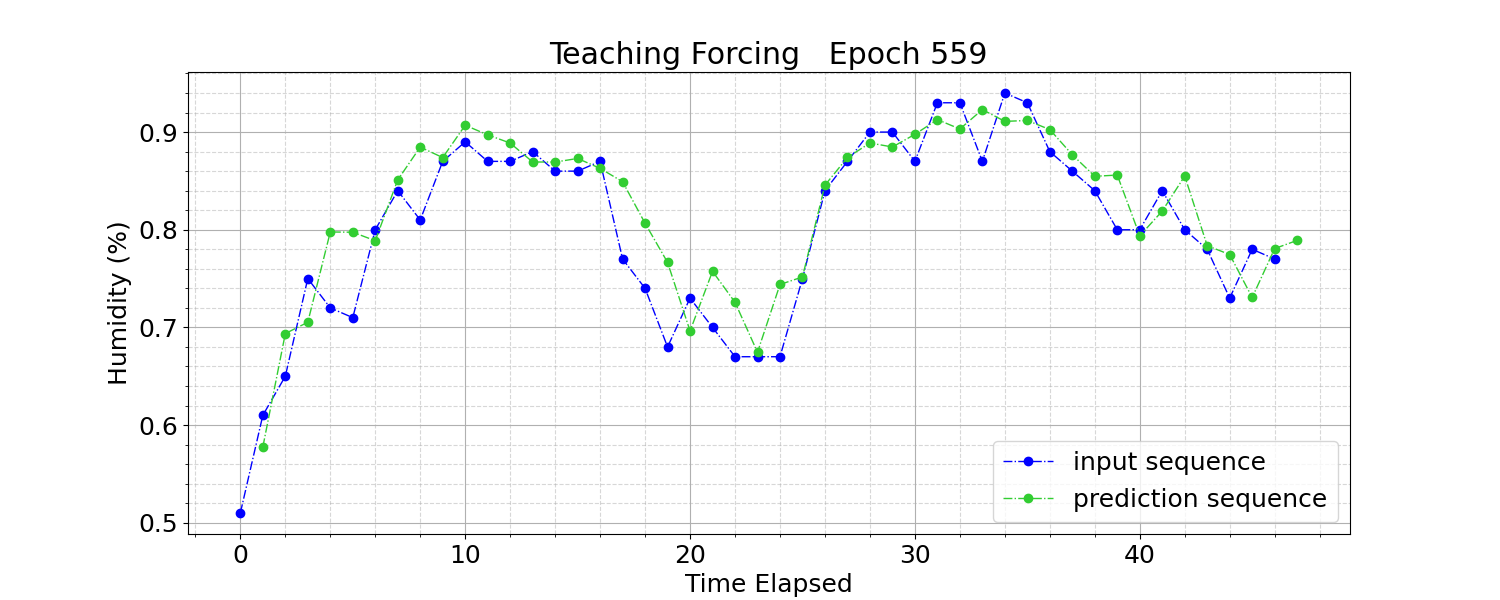 Teaching Forcing   Epoch 559
Humidity (%)
0.9
0.8
0.7
0.6
0.5
0 10 20 30 40
Time Elapsed
input sequence
prediction sequence